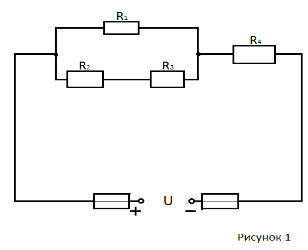 R₁
R₂
R₃
R₄
+ U −
Рисунок 1